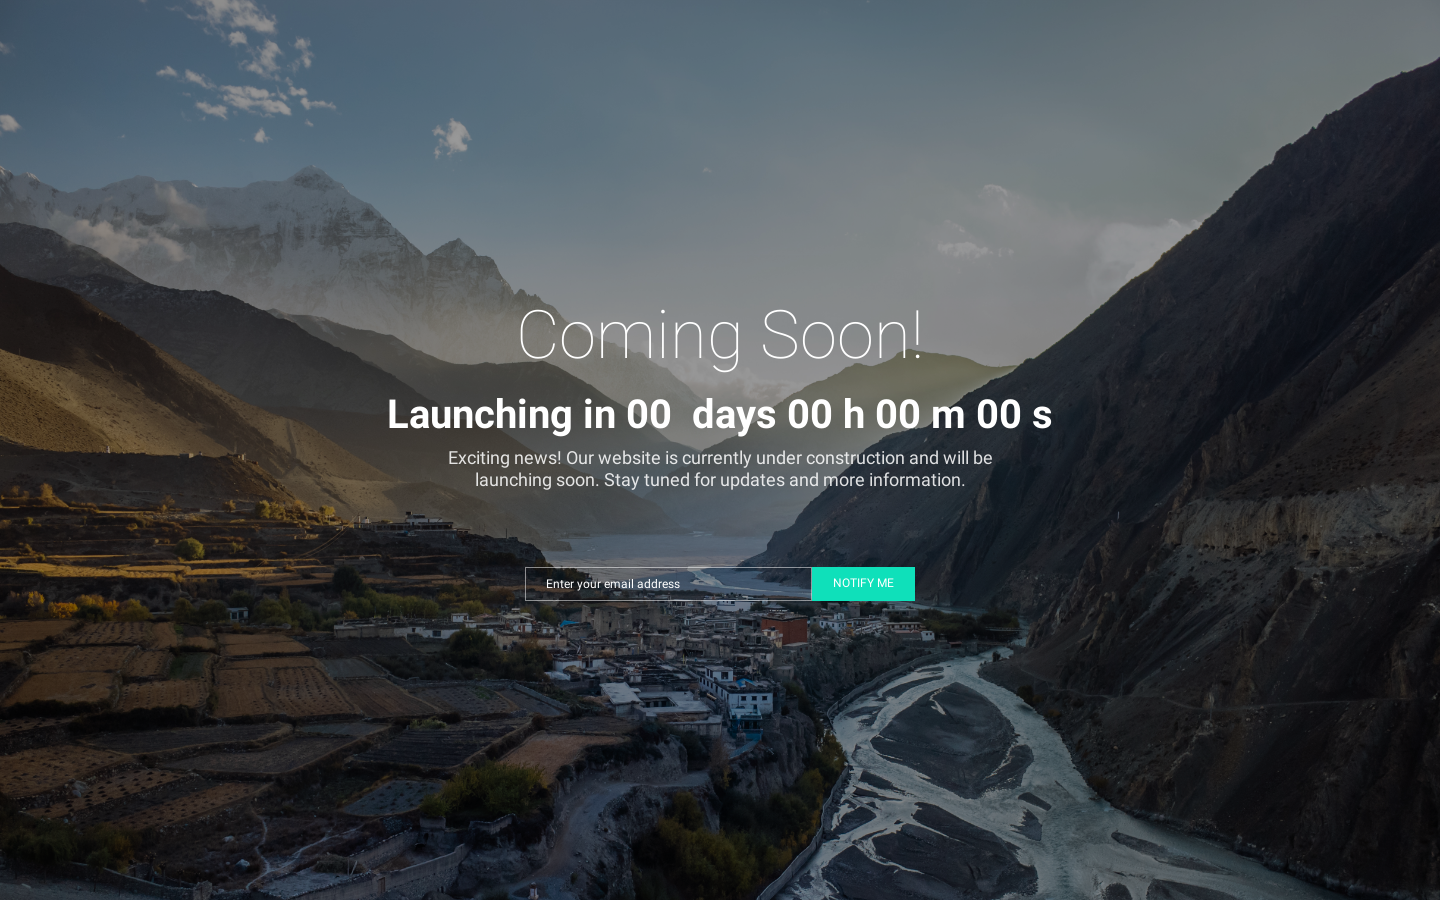 Coming Soon!
Launching in 00 days 00 h 00 m 00 s
Exciting news! Our website is currently under construction and will be
launching soon. Stay tuned for updates and more information.
Enter your email address
NOTIFY ME